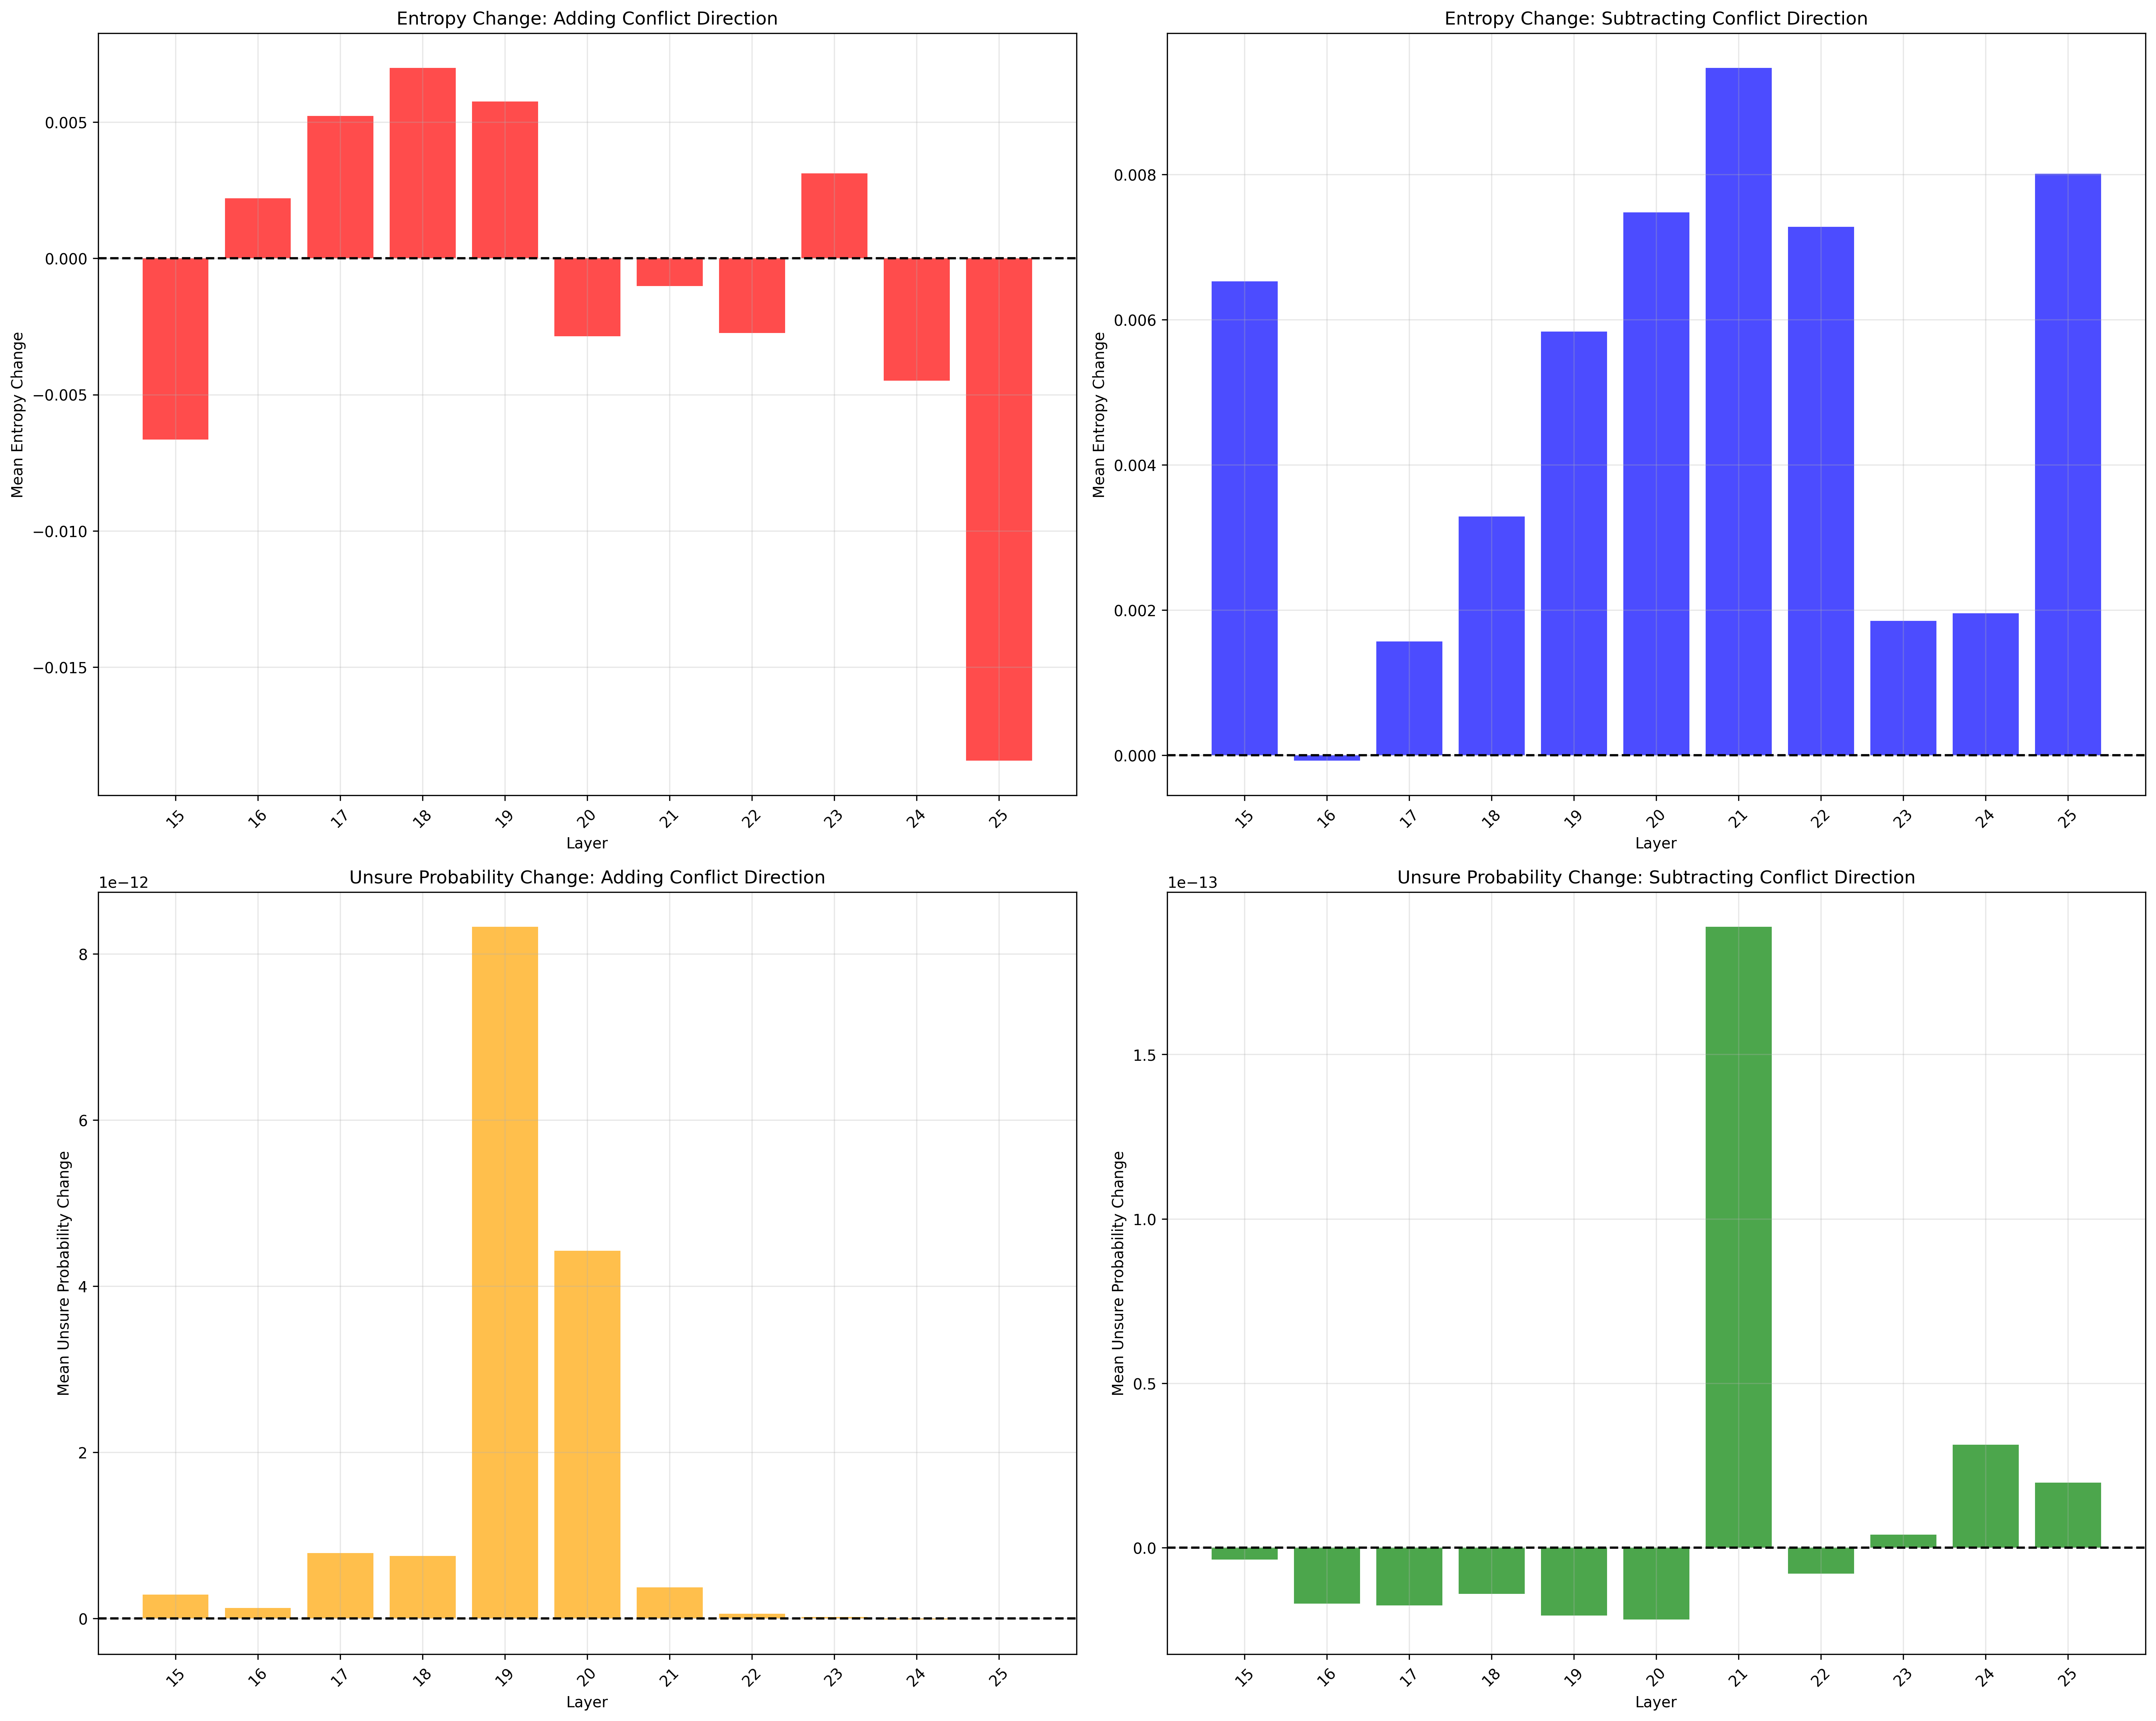 Entropy Change: Adding Conflict Direction
Mean Entropy Change
0.005
0.000
−0.005
−0.010
−0.015
15 16 17 18 19 20 21 22 23 24 25
Layer
Entropy Change: Subtracting Conflict Direction
Mean Entropy Change
0.008
0.006
0.004
0.002
0.000
15 16 17 18 19 20 21 22 23 24 25
Layer
Unsure Probability Change: Adding Conflict Direction
1e−12
Mean Unsure Probability Change
8
6
4
2
0
15 16 17 18 19 20 21 22 23 24 25
Layer
Unsure Probability Change: Subtracting Conflict Direction
1e−13
Mean Unsure Probability Change
1.5
1.0
0.5
0.0
15 16 17 18 19 20 21 22 23 24 25
Layer